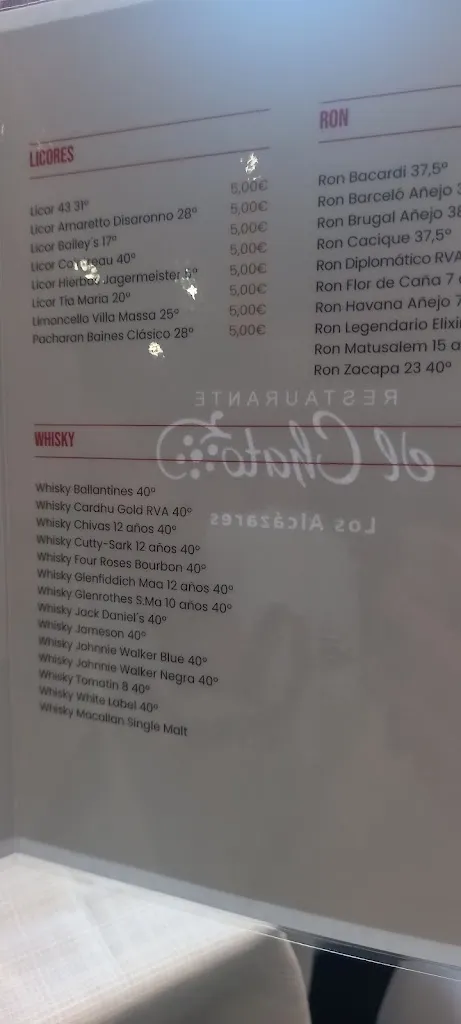 LICORES
Licor 43 31º 5,00€
Licor Amaretto Disaronno 28º 5,00€
Licor Bailey's 17º 5,00€
Licor 40º 5,00€
Licor Hierbas Jagermeister 5,00€
Licor Tia Maria 20º 5,00€
Limoncello Villa Massa 25º 5,00€
Pacharan Baines Clásico 28º 5,00€
RON
Ron Bacardi 37,5º
Ron Barceló Añejo
Ron Brugal Añejo 38
Ron Cacique 37,5º
Ron Diplomático RVA
Ron Flor de Caña 7
Ron Havana Añejo 7
Ron Legendario Elixir
Ron Matusalem 15 a
Ron Zacapa 23 40º
RESTAURANTE
el Chato
Los Alcázares
WHISKY
Whisky Ballantines 40º
Whisky Cardhu Gold RVA 40º
Whisky Chivas 12 años 40º
Whisky Cutty-Sark 12 años 40º
Whisky Four Roses Bourbon 40º
Whisky Glenfiddich Maa 12 años 40º
Whisky Glenrothes S.Ma 10 años 40º
Whisky Jack Daniel's 40º
Whisky Jameson 40º
Whisky Johnnie Walker Blue 40º
Whisky Johnnie Walker Negra 40º
Whisky Tomatin 8 40º
Whisky White Label 40º
Whisky Macallan Single Malt